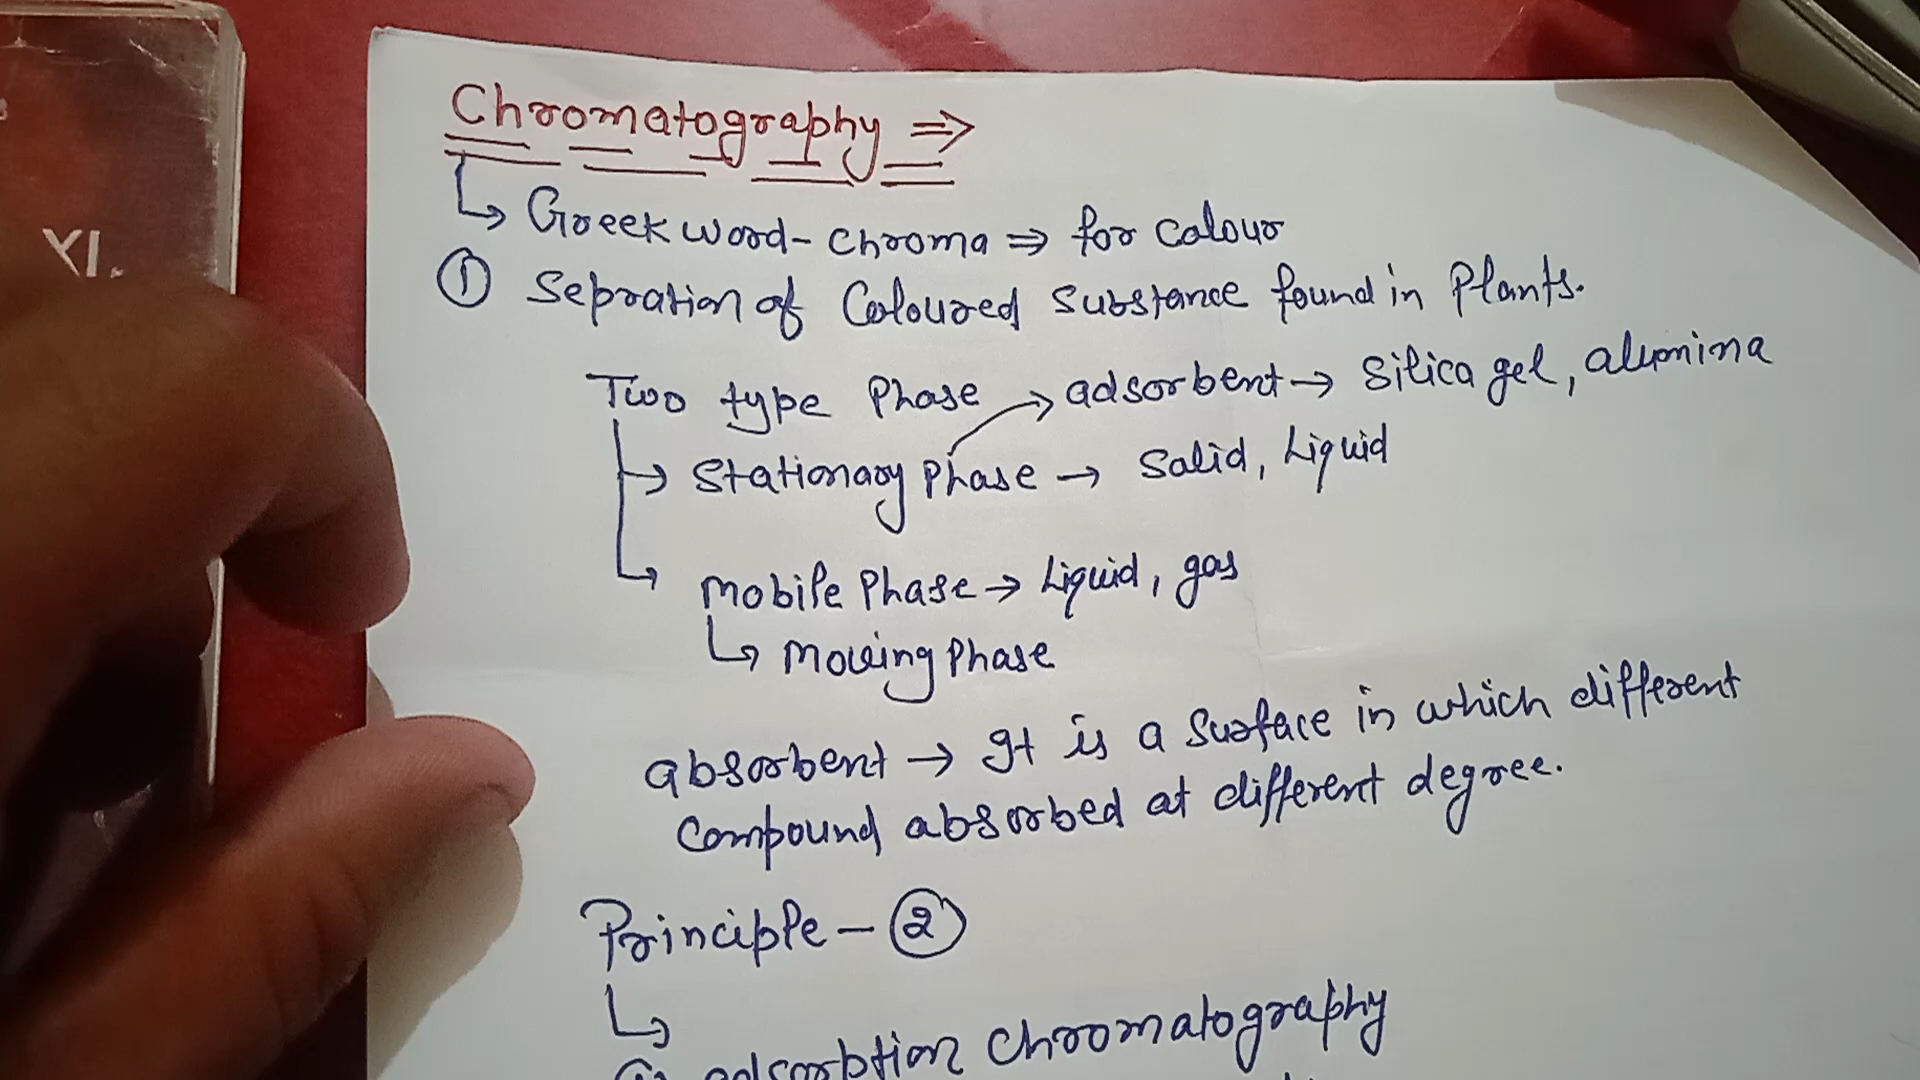 XI
Chromatography ⇒
↳ Greek word - Chroma ⇒ for Colour
① Sepration of Coloured Substance found in Plants.
Two type Phase → adsorbent → Silica gel, alumina
→ Stationary Phase → Solid, Liquid
→ Mobile Phase → Liquid, gas
↳ Moving Phase
absorbent → It is a Surface in which different
Compound absorbed at different degree.
Principle - ②
↳
adsorbtion Chromatography